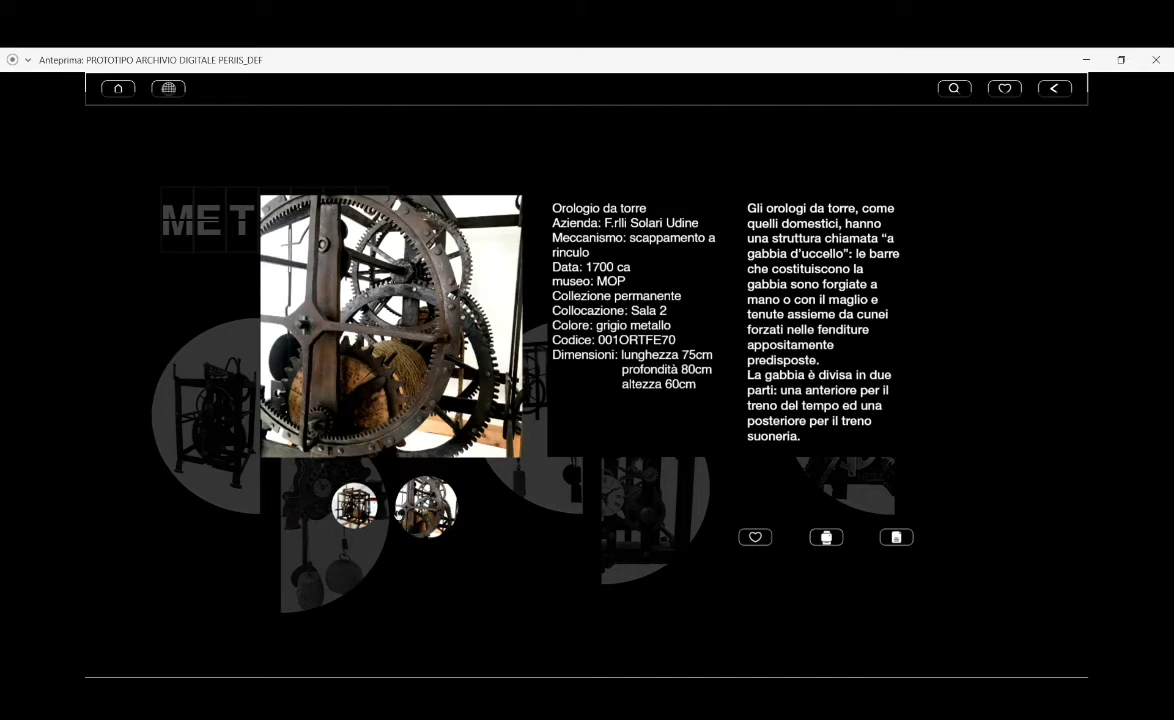 Anteprima: PROTOTIPO ARCHIVIO DIGITALE PERIIS_DEF
MET
Orologio da torre
Azienda: F.rlli Solari Udine
Meccanismo: scappamento a
rinculo
Data: 1700 ca
museo: MOP
Collezione permanente
Collocazione: Sala 2
Colore: grigio metallo
Codice: 001ORTFE70
Dimensioni: lunghezza 75cm
profondità 80cm
altezza 60cm
Gli orologi da torre, come
quelli domestici, hanno
una struttura chiamata “a
gabbia d’uccello”: le barre
che costituiscono la
gabbia sono forgiate a
mano o con il maglio e
tenute assieme da cunei
forzati nelle fenditure
appositamente
predisposte.
La gabbia è divisa in due
parti: una anteriore per il
treno del tempo ed una
posteriore per il treno
suoneria.